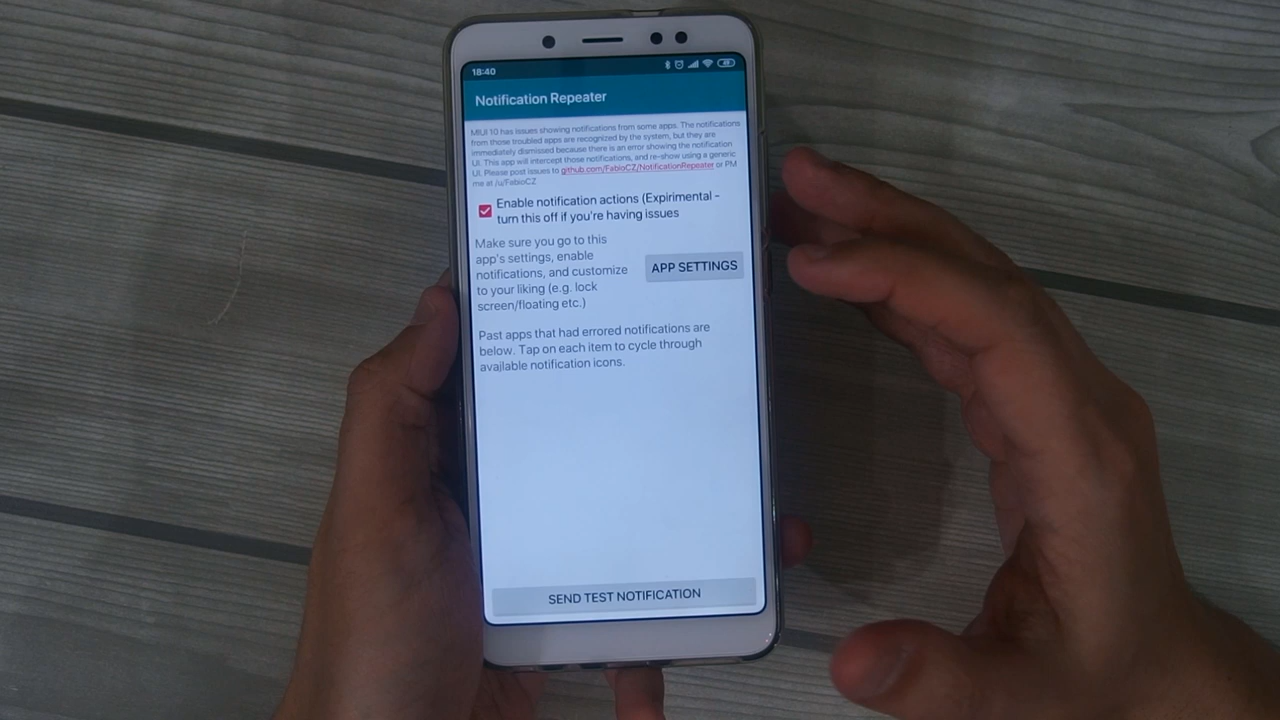 18:40
Notification Repeater
MIUI 10 has issues showing notifications from some apps. The notifications
from those troubled apps are recognized by the system, but they are
immediately dismissed because there is an error showing the notification
UI. This app will intercept those notifications, and re-show using a generic
UI. Please post issues to github.com/FabioCZ/NotificationRepeater or PM
me at /u/FabioCZ
Enable notification actions (Expirimental -
turn this off if you're having issues
Make sure you go to this
app's settings, enable
notifications, and customize
to your liking (e.g. lock
screen/floating etc.)
APP SETTINGS
Past apps that had errored notifications are
below. Tap on each item to cycle through
available notification icons.
SEND TEST NOTIFICATION